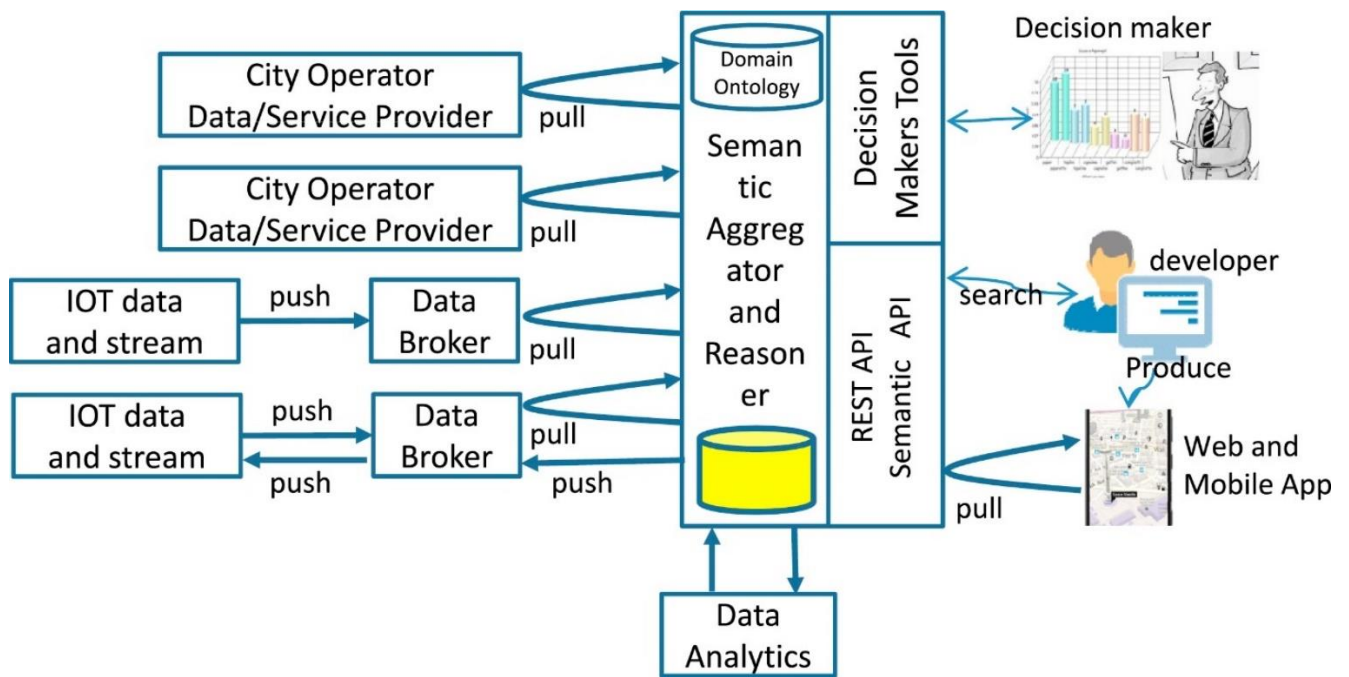 City Operator
Data/Service Provider
pull
City Operator
Data/Service Provider
pull
IOT data
and stream
push
Data
Broker
pull
IOT data
and stream
push
push
Data
Broker
pull
push
Domain
Ontology
Seman
tic
Aggreg
ator
and
Reason
er
Decision
Makers Tools
REST API
Semantic API
Data
Analytics
Decision maker
developer
search
Produce
Web and
Mobile App
pull